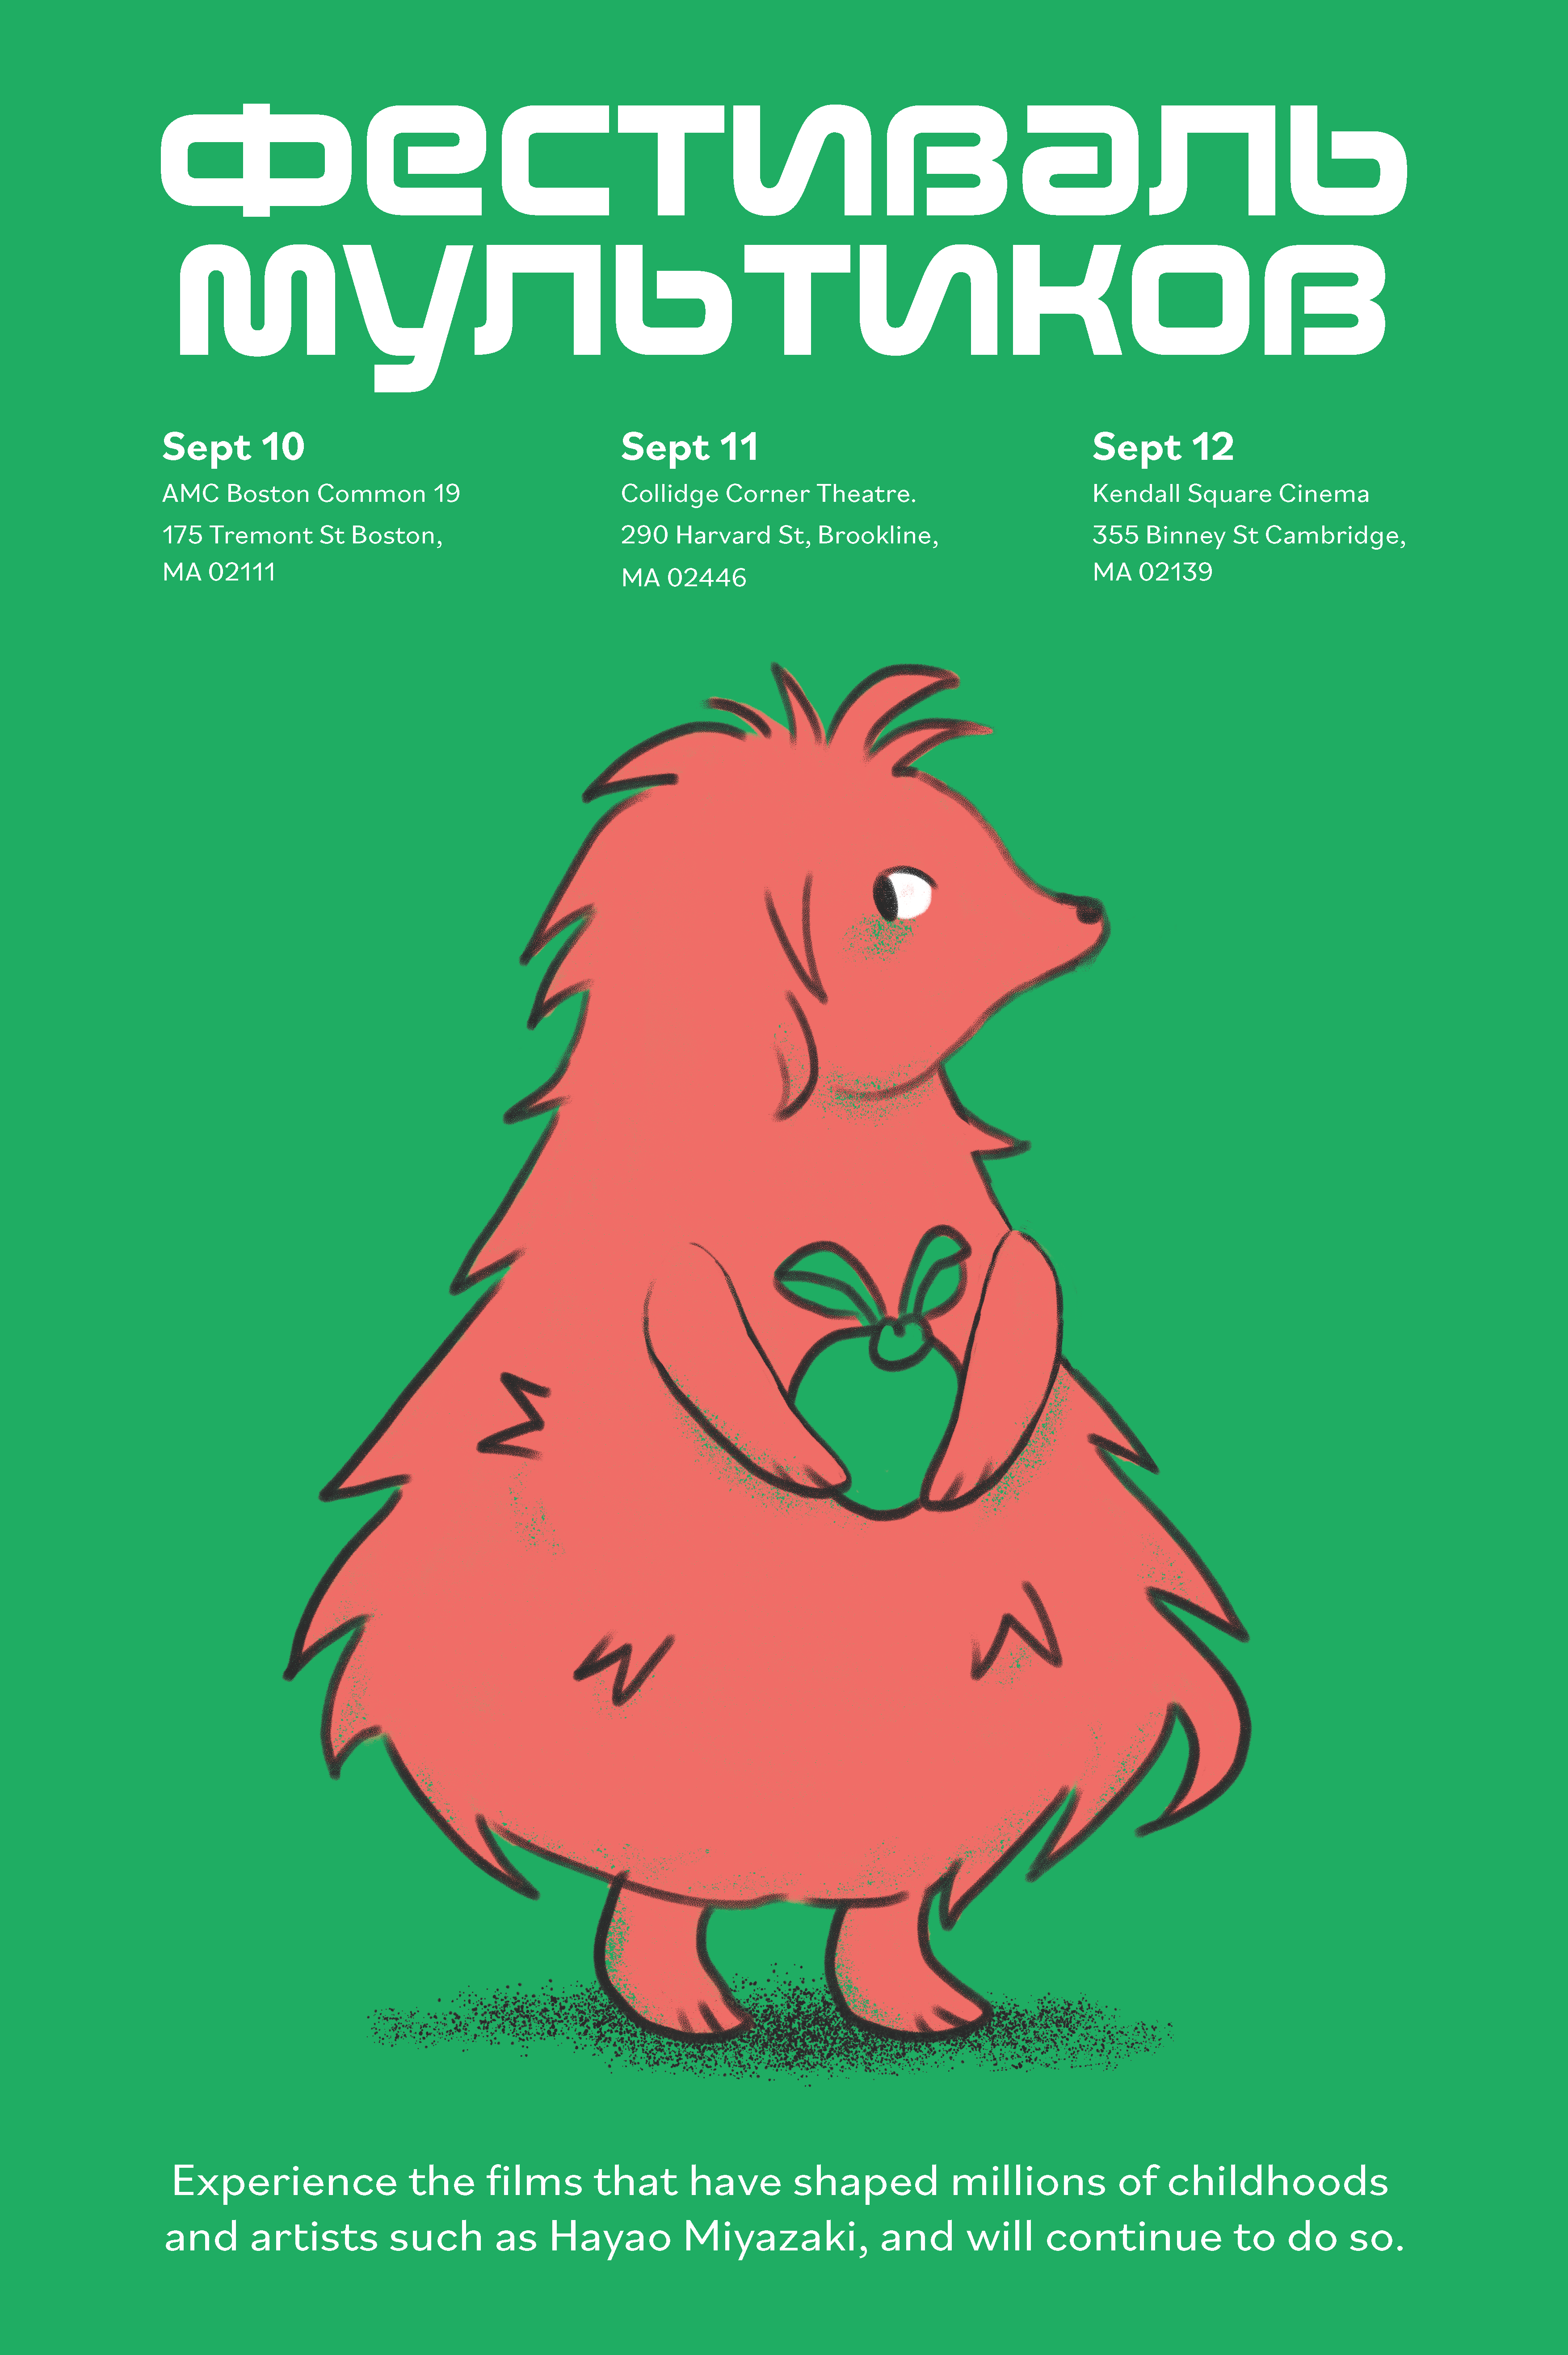 Фестиваль
мультиков
Sept 10
AMC Boston Common 19
175 Tremont St Boston,
MA 02111
Sept 11
Collidge Corner Theatre.
290 Harvard St, Brookline,
MA 02446
Sept 12
Kendall Square Cinema
355 Binney St Cambridge,
MA 02139
Experience the films that have shaped millions of childhoods
and artists such as Hayao Miyazaki, and will continue to do so.